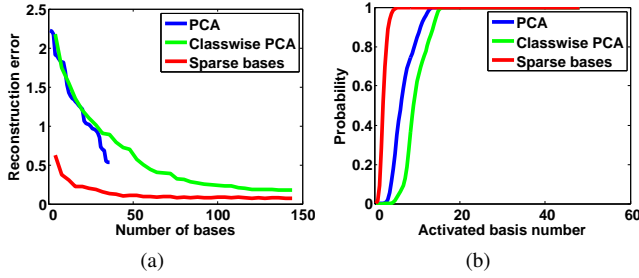 2.5
2
1.5
1
0.5
0
0
50
100
150
Reconstruction error
Number of bases
PCA
Classwise PCA
Sparse bases
(a)
1
0.8
0.6
0.4
0.2
0
0
20
40
60
Probability
Activated basis number
PCA
Classwise PCA
Sparse bases
(b)